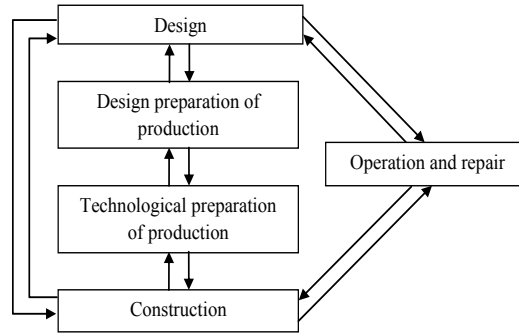 Design
Design preparation of
production
Operation and repair
Technological preparation
of production
Construction